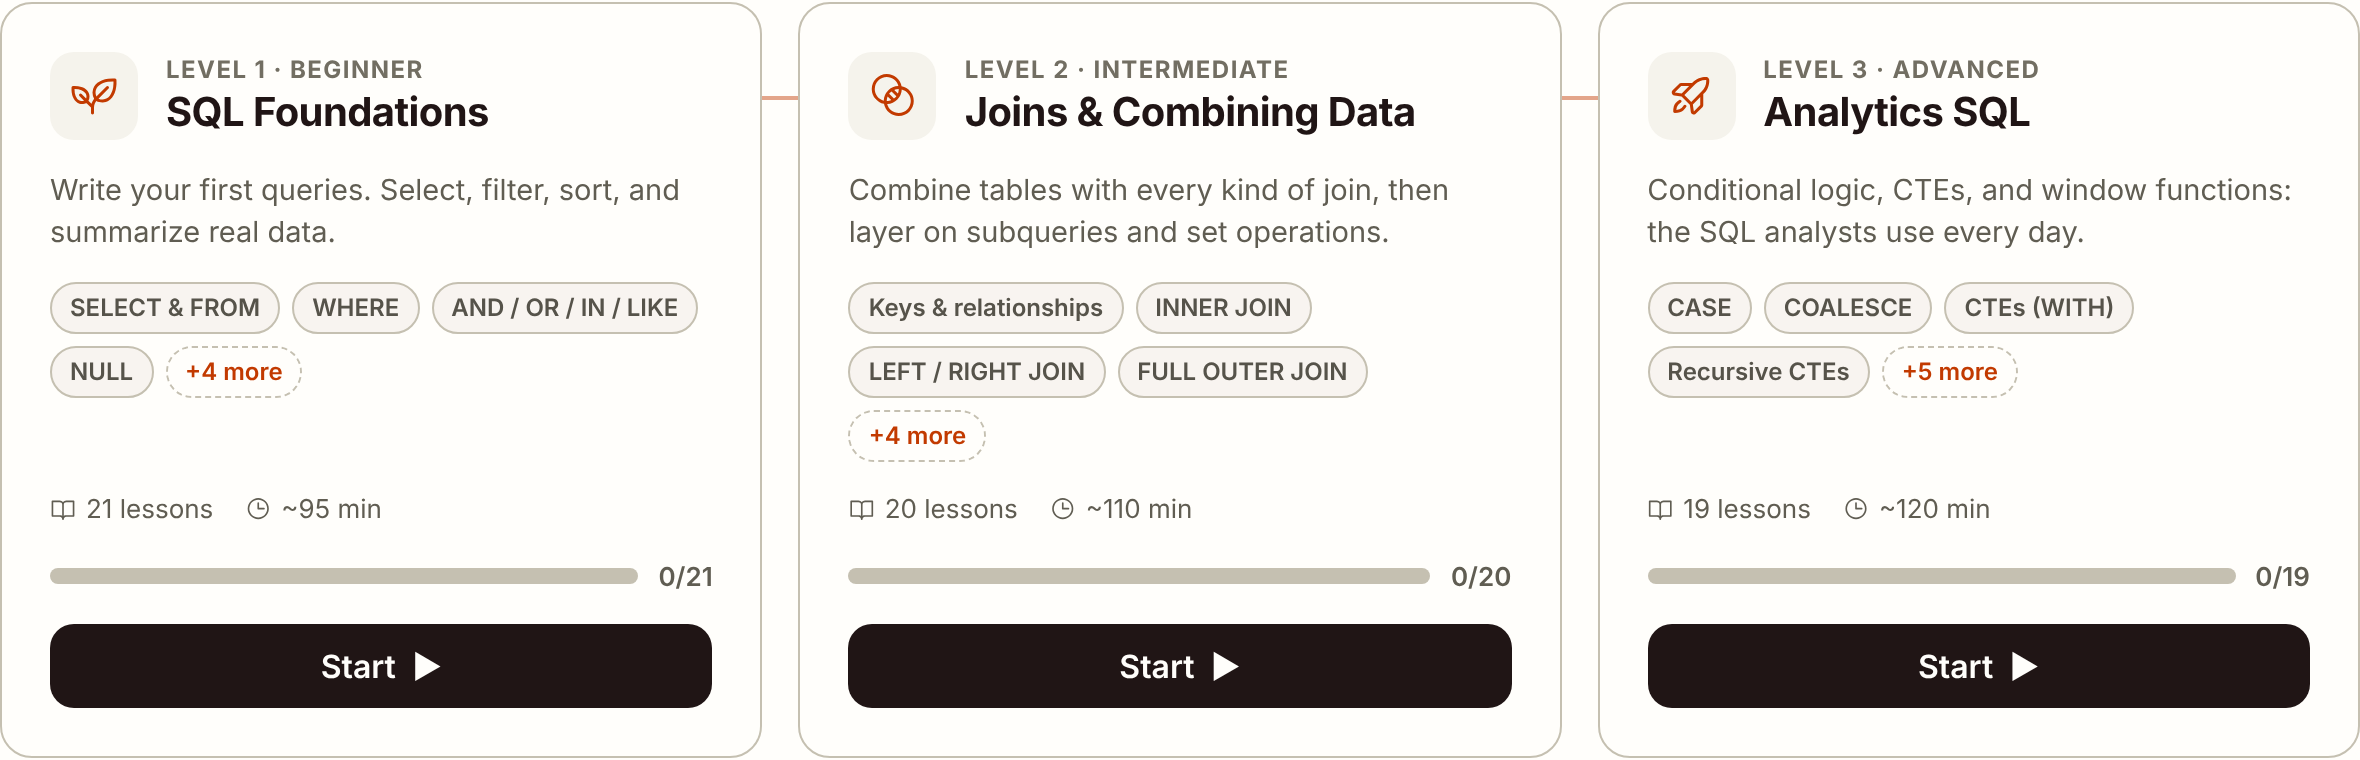 LEVEL 1 · BEGINNER
SQL Foundations
Write your first queries. Select, filter, sort, and
summarize real data.
SELECT & FROM
WHERE
AND / OR / IN / LIKE
NULL
+4 more
21 lessons
~95 min
0/21
Start
LEVEL 2 · INTERMEDIATE
Joins & Combining Data
Combine tables with every kind of join, then
layer on subqueries and set operations.
Keys & relationships
INNER JOIN
LEFT / RIGHT JOIN
FULL OUTER JOIN
+4 more
20 lessons
~110 min
0/20
Start
LEVEL 3 · ADVANCED
Analytics SQL
Conditional logic, CTEs, and window functions:
the SQL analysts use every day.
CASE
COALESCE
CTEs (WITH)
Recursive CTEs
+5 more
19 lessons
~120 min
0/19
Start